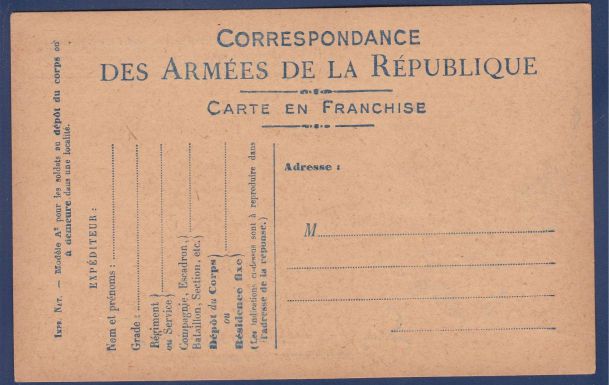 CORRESPONDANCE
DES ARMÉES DE LA RÉPUBLIQUE
CARTE EN FRANCHISE
IMPR. NAT. — Modèle A² pour les soldats au dépôt du corps ou
à demeure dans une localité.
EXPÉDITEUR :
Nom et prénoms :
Grade :
Régiment }
ou Service }
Compagnie, Escadron, }
Bataillon, Section, etc. }
Dépôt du Corps }
ou
Résidence fixe }
(Les indications ci-dessus sont à reproduire dans
l'adresse de la réponse.)
Adresse :
M